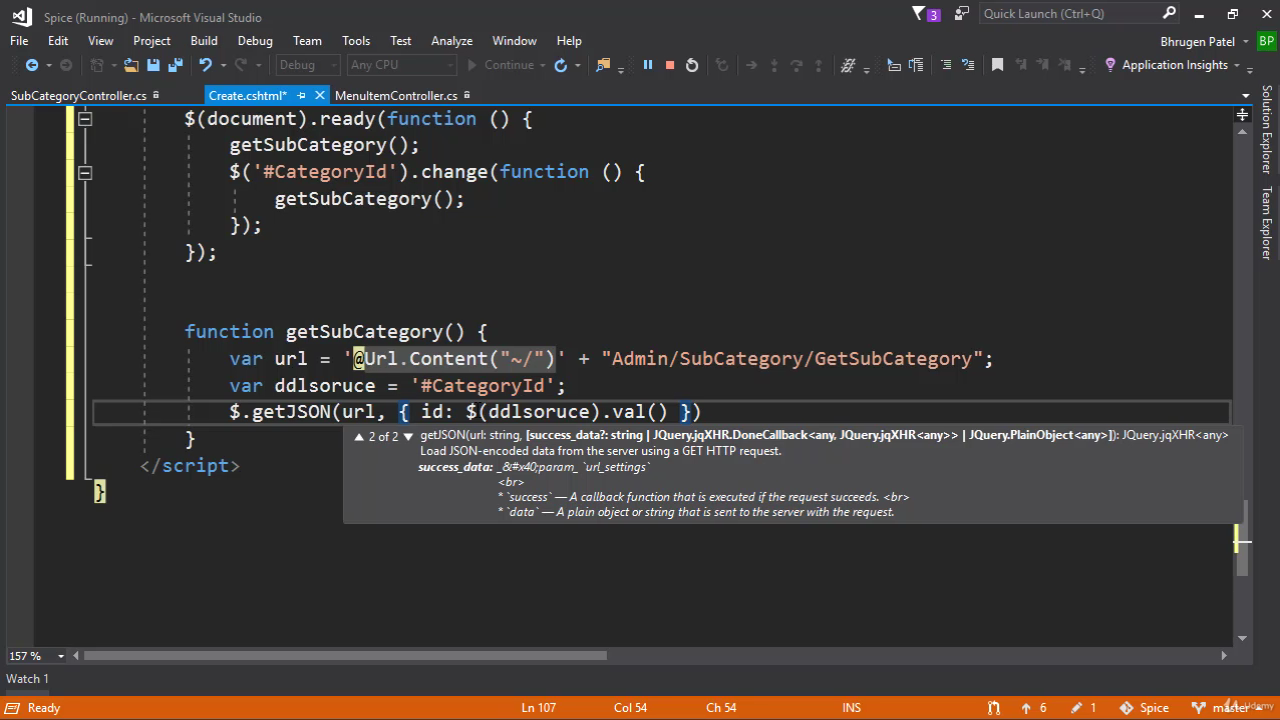 Spice (Running) - Microsoft Visual Studio
3
Quick Launch (Ctrl+Q)
File Edit View Project Build Debug Team Tools Test Analyze Window Help
Bhrugen Patel BP
Debug Any CPU Continue Application Insights
SubCategoryController.cs Create.cshtml* MenuItemController.cs
$(document).ready(function () {
getSubCategory();
$('#CategoryId').change(function () {
getSubCategory();
});
});
function getSubCategory() {
var url = '@Url.Content("~/")' + "Admin/SubCategory/GetSubCategory";
var ddlsoruce = '#CategoryId';
$.getJSON(url, { id: $(ddlsoruce).val() })
}
2 of 2 getJSON(url: string, [success_data?: string | JQuery.jqXHR.DoneCallback<any, JQuery.jqXHR<any>> | JQuery.PlainObject<any>]): JQuery.jqXHR<any>
Load JSON-encoded data from the server using a GET HTTP request.
success_data: _&#x40;param_ `url_settings`
<br>
* `success` — A callback function that is executed if the request succeeds. <br>
* `data` — A plain object or string that is sent to the server with the request.
</script>
}
Solution Explorer
Team Explorer
157 %
Watch 1
Ready Ln 107 Col 54 Ch 54 INS 6 1 Spice master
Udemy